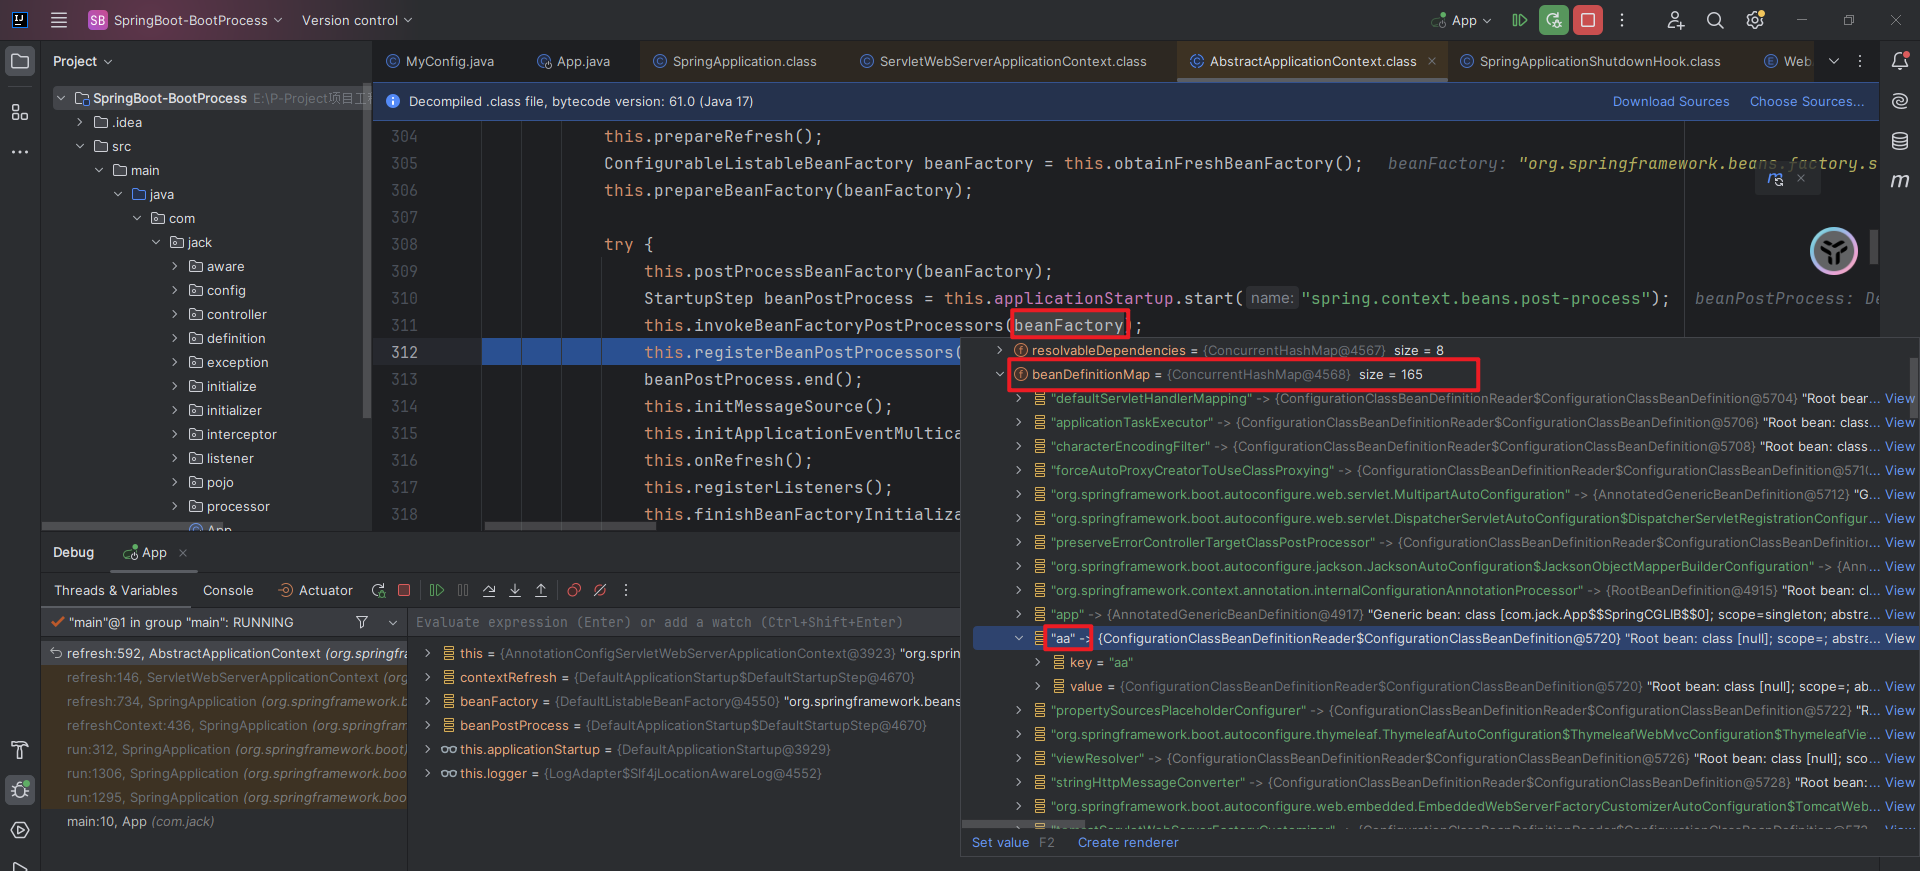 SB SpringBoot-BootProcess Version control App
Project
MyConfig.java App.java SpringApplication.class ServletWebServerApplicationContext.class AbstractApplicationContext.class SpringApplicationShutdownHook.class Web
SpringBoot-BootProcess E:\P-Project项目工程
Decompiled .class file, bytecode version: 61.0 (Java 17) Download Sources Choose Sources...
.idea
src
main
java
com
jack
aware
config
controller
definition
exception
initialize
initializer
interceptor
listener
pojo
processor
App
304 this.prepareRefresh();
305 ConfigurableListableBeanFactory beanFactory = this.obtainFreshBeanFactory(); beanFactory: "org.springframework.beans.factory.s
306 this.prepareBeanFactory(beanFactory);
307
308 try {
309 this.postProcessBeanFactory(beanFactory);
310 StartupStep beanPostProcess = this.applicationStartup.start( name: "spring.context.beans.post-process"); beanPostProcess: De
311 this.invokeBeanFactoryPostProcessors(beanFactory);
312 this.registerBeanPostProcessors(
313 beanPostProcess.end();
314 this.initMessageSource();
315 this.initApplicationEventMultica
316 this.onRefresh();
317 this.registerListeners();
318 this.finishBeanFactoryInitializa
resolvableDependencies = {ConcurrentHashMap@4567} size = 8
beanDefinitionMap = {ConcurrentHashMap@4568} size = 165
"defaultServletHandlerMapping" -> {ConfigurationClassBeanDefinitionReader$ConfigurationClassBeanDefinition@5704} "Root bear... View
"applicationTaskExecutor" -> {ConfigurationClassBeanDefinitionReader$ConfigurationClassBeanDefinition@5706} "Root bean: clas... View
"characterEncodingFilter" -> {ConfigurationClassBeanDefinitionReader$ConfigurationClassBeanDefinition@5708} "Root bean: class... View
"forceAutoProxyCreatorToUseClassProxying" -> {ConfigurationClassBeanDefinitionReader$ConfigurationClassBeanDefinition@5710... View
"org.springframework.boot.autoconfigure.web.servlet.MultipartAutoConfiguration" -> {AnnotatedGenericBeanDefinition@5712} "G... View
"org.springframework.boot.autoconfigure.web.servlet.DispatcherServletAutoConfiguration$DispatcherServletRegistrationConfigur... View
"preserveErrorControllerTargetClassPostProcessor" -> {ConfigurationClassBeanDefinitionReader$ConfigurationClassBeanDefinition... View
"org.springframework.boot.autoconfigure.jackson.JacksonAutoConfiguration$JacksonObjectMapperBuilderConfiguration" -> {Ann... View
"org.springframework.context.annotation.internalConfigurationAnnotationProcessor" -> {RootBeanDefinition@4915} "Root bean: cl... View
"app" -> {AnnotatedGenericBeanDefinition@4917} "Generic bean: class [com.jack.App$$SpringCGLIB$$0]; scope=singleton; abstra... View
"aa" -> {ConfigurationClassBeanDefinitionReader$ConfigurationClassBeanDefinition@5720} "Root bean: class [null]; scope=; abstra... View
key = "aa"
value = {ConfigurationClassBeanDefinitionReader$ConfigurationClassBeanDefinition@5720} "Root bean: class [null]; scope=; ab... View
"propertySourcesPlaceholderConfigurer" -> {ConfigurationClassBeanDefinitionReader$ConfigurationClassBeanDefinition@5722} "R... View
"org.springframework.boot.autoconfigure.thymeleaf.ThymeleafAutoConfiguration$ThymeleafWebMvcConfiguration$ThymeleafVie... View
"viewResolver" -> {ConfigurationClassBeanDefinitionReader$ConfigurationClassBeanDefinition@5726} "Root bean: class [null]; sco... View
"stringHttpMessageConverter" -> {ConfigurationClassBeanDefinitionReader$ConfigurationClassBeanDefinition@5728} "Root bean:... View
"org.springframework.boot.autoconfigure.web.embedded.EmbeddedWebServerFactoryCustomizerAutoConfiguration$TomcatWeb... View
Set value F2 Create renderer
Debug App
Threads & Variables Console Actuator
"main"@1 in group "main": RUNNING
refresh:592, AbstractApplicationContext (org.springfra
refresh:146, ServletWebServerApplicationContext (org
refresh:734, SpringApplication (org.springframework.b
refreshContext:436, SpringApplication (org.springfram
run:312, SpringApplication (org.springframework.boot)
run:1306, SpringApplication (org.springframework.boo
run:1295, SpringApplication (org.springframework.boo
main:10, App (com.jack)
Evaluate expression (Enter) or add a watch (Ctrl+Shift+Enter)
this = {AnnotationConfigServletWebServerApplicationContext@3923} "org.sprin
contextRefresh = {DefaultApplicationStartup$DefaultStartupStep@4670}
beanFactory = {DefaultListableBeanFactory@4550} "org.springframework.beans
beanPostProcess = {DefaultApplicationStartup$DefaultStartupStep@4670}
this.applicationStartup = {DefaultApplicationStartup@3929}
this.logger = {LogAdapter$Slf4jLocationAwareLog@4552}